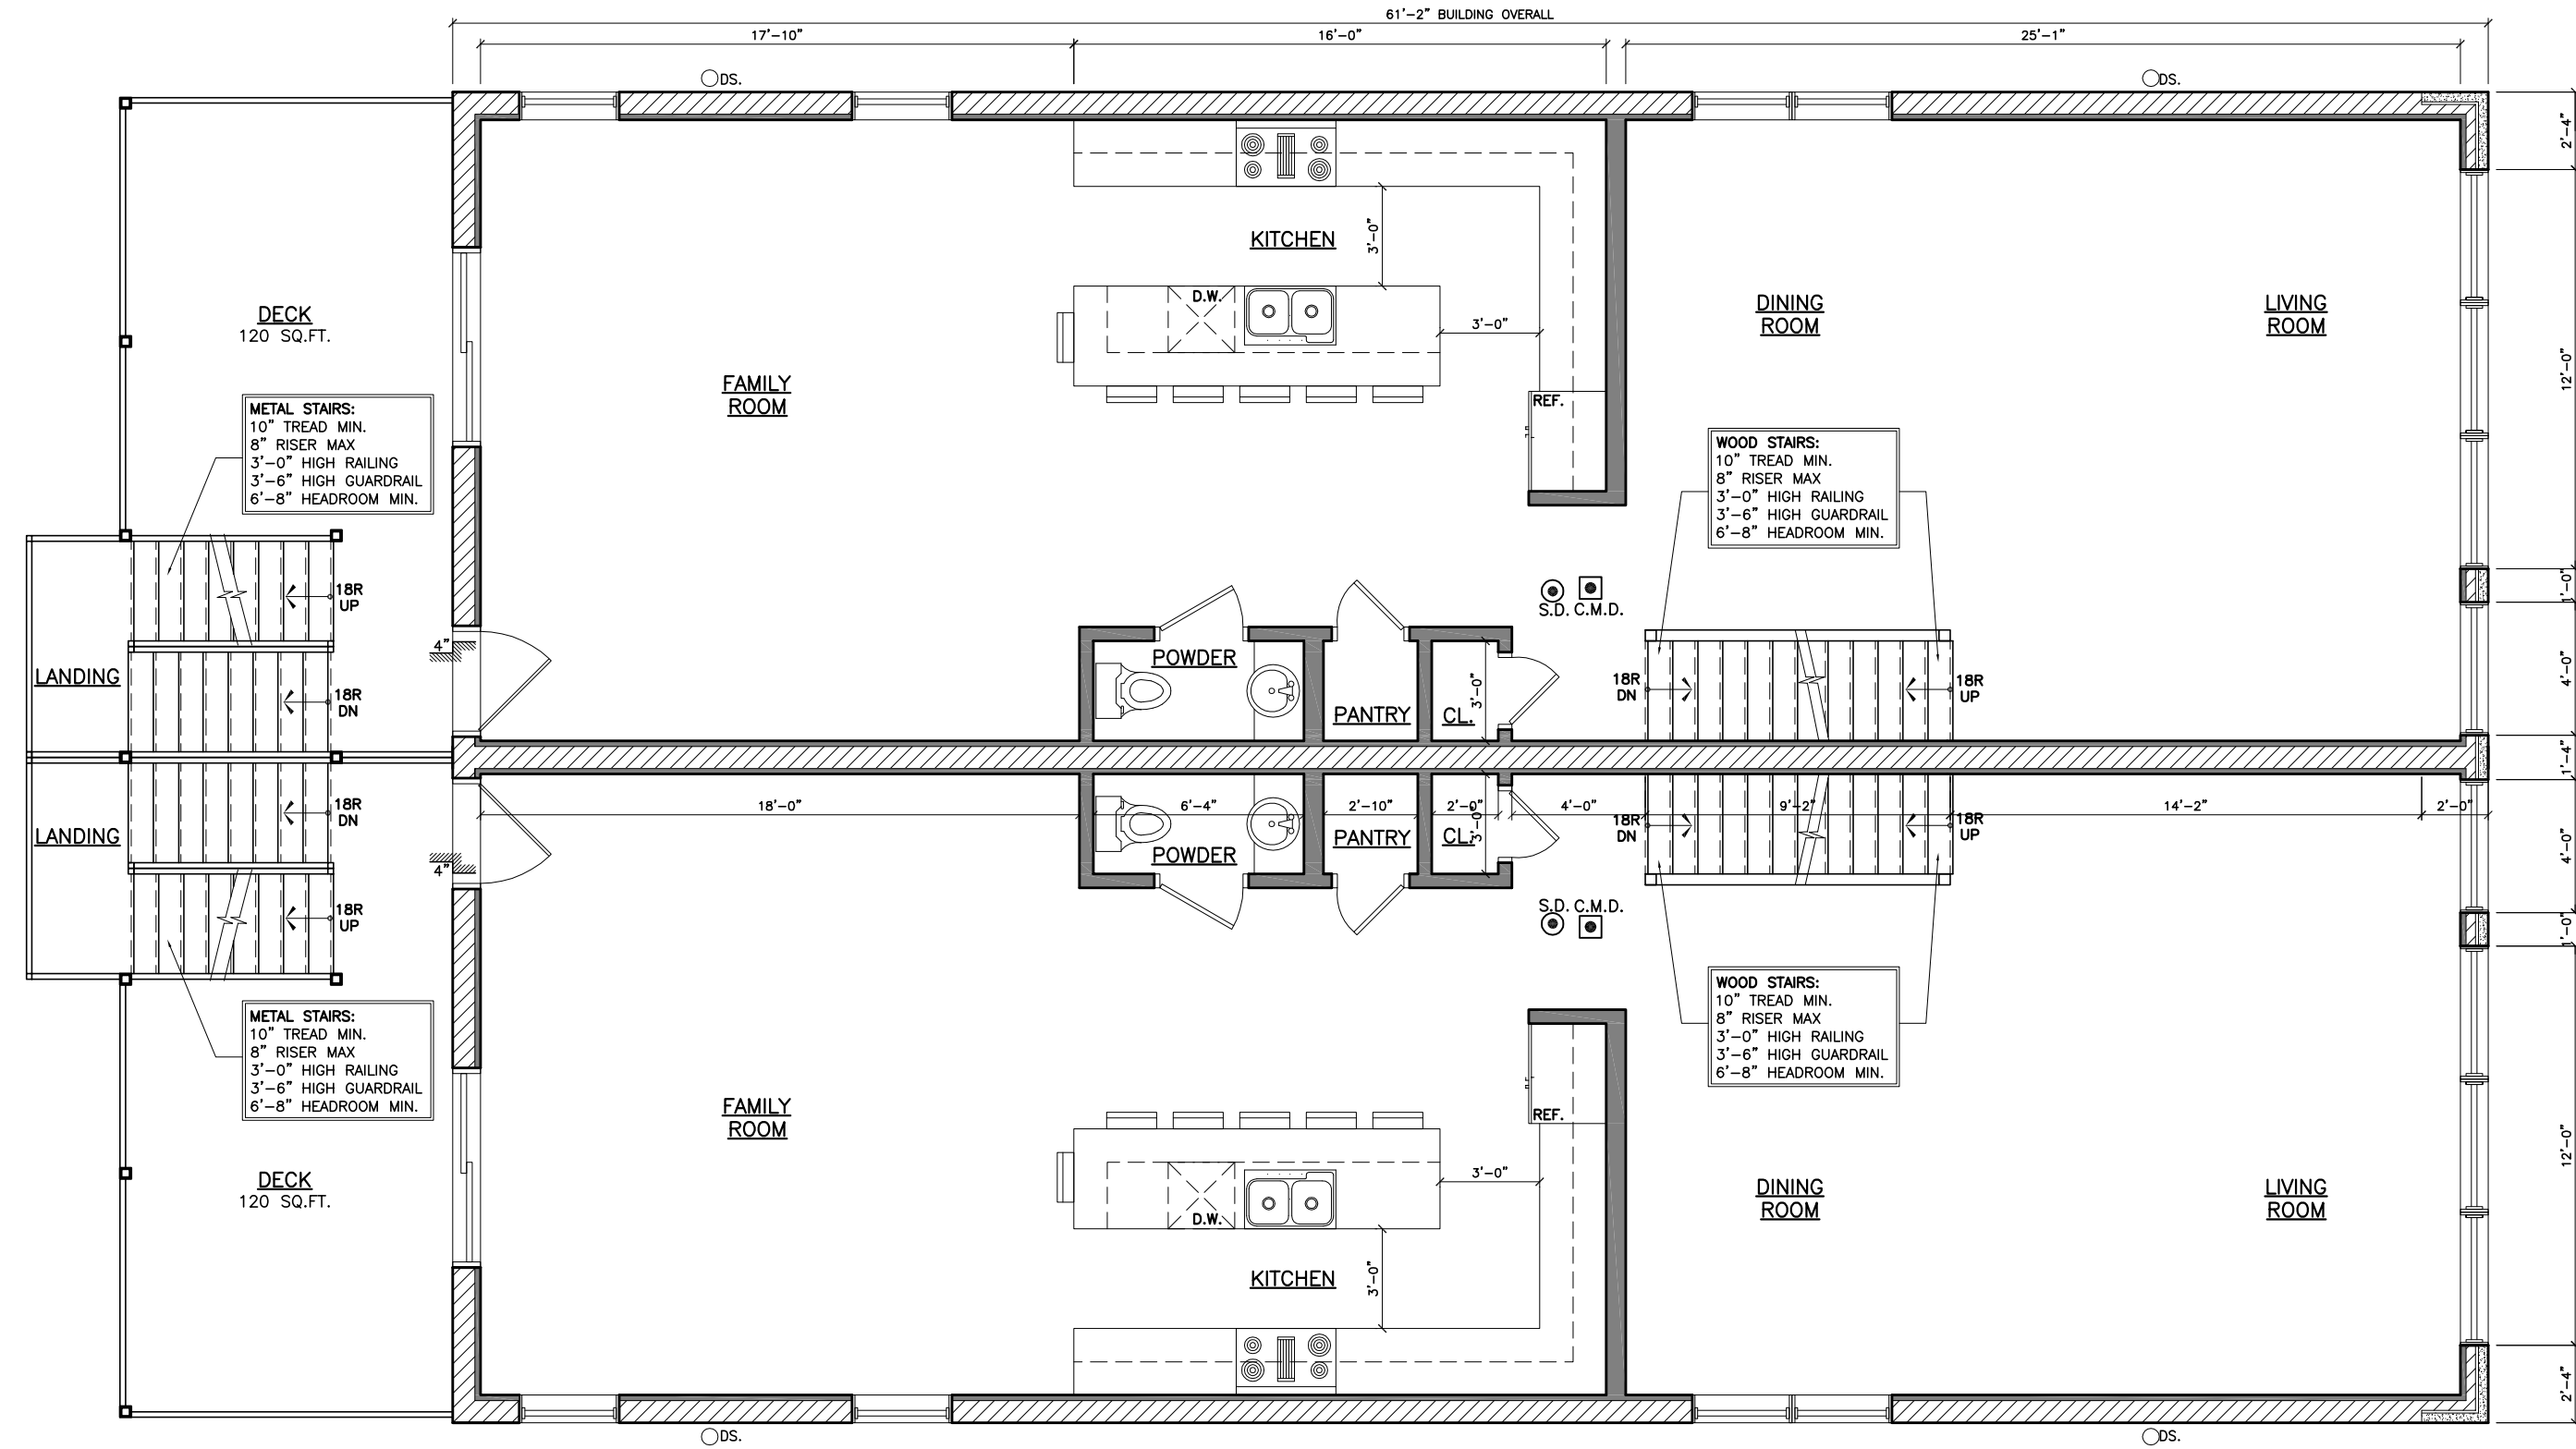 61'-2" BUILDING OVERALL
17'-10"
16'-0"
25'-1"
DS.
DS.
2'-4"
KITCHEN
3'-0"
D.W.
DECK
120 SQ.FT.
3'-0"
DINING
ROOM
LIVING
ROOM
12'-0"
FAMILY
ROOM
REF.
METAL STAIRS:
10" TREAD MIN.
8" RISER MAX
3'-0" HIGH RAILING
3'-6" HIGH GUARDRAIL
6'-8" HEADROOM MIN.
WOOD STAIRS:
10" TREAD MIN.
8" RISER MAX
3'-0" HIGH RAILING
3'-6" HIGH GUARDRAIL
6'-8" HEADROOM MIN.
18R
UP
S.D.
C.M.D.
1'-0"
4"
LANDING
18R
DN
POWDER
PANTRY
CL.
3'-0"
18R
DN
18R
UP
4'-0"
1'-4"
18R
DN
LANDING
18'-0"
6'-4"
2'-10"
2'-0"
4'-0"
9'-2"
14'-2"
2'-0"
POWDER
PANTRY
CL.
3'-0"
18R
DN
18R
UP
4'-0"
4"
18R
UP
S.D.
C.M.D.
1'-0"
METAL STAIRS:
10" TREAD MIN.
8" RISER MAX
3'-0" HIGH RAILING
3'-6" HIGH GUARDRAIL
6'-8" HEADROOM MIN.
WOOD STAIRS:
10" TREAD MIN.
8" RISER MAX
3'-0" HIGH RAILING
3'-6" HIGH GUARDRAIL
6'-8" HEADROOM MIN.
FAMILY
ROOM
REF.
DECK
120 SQ.FT.
3'-0"
D.W.
DINING
ROOM
LIVING
ROOM
12'-0"
KITCHEN
3'-0"
2'-4"
DS.
DS.